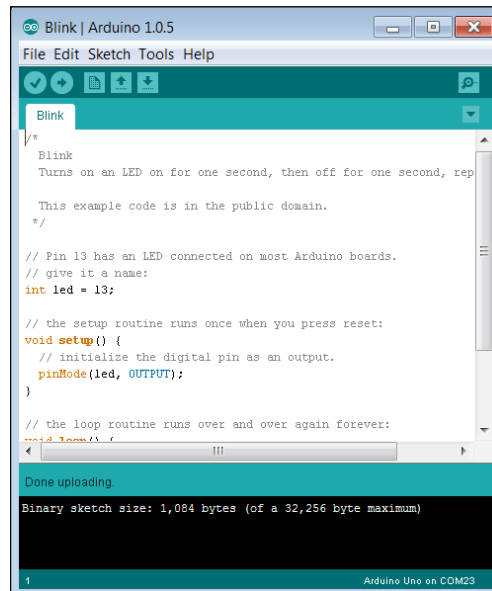 Blink | Arduino 1.0.5
File Edit Sketch Tools Help
Blink
/*
  Blink
  Turns on an LED on for one second, then off for one second, rep

  This example code is in the public domain.
 */

// Pin 13 has an LED connected on most Arduino boards.
// give it a name:
int led = 13;

// the setup routine runs once when you press reset:
void setup() {
  // initialize the digital pin as an output.
  pinMode(led, OUTPUT);
}

// the loop routine runs over and over again forever:
void loop() {
Done uploading.
Binary sketch size: 1,084 bytes (of a 32,256 byte maximum)
1 Arduino Uno on COM23